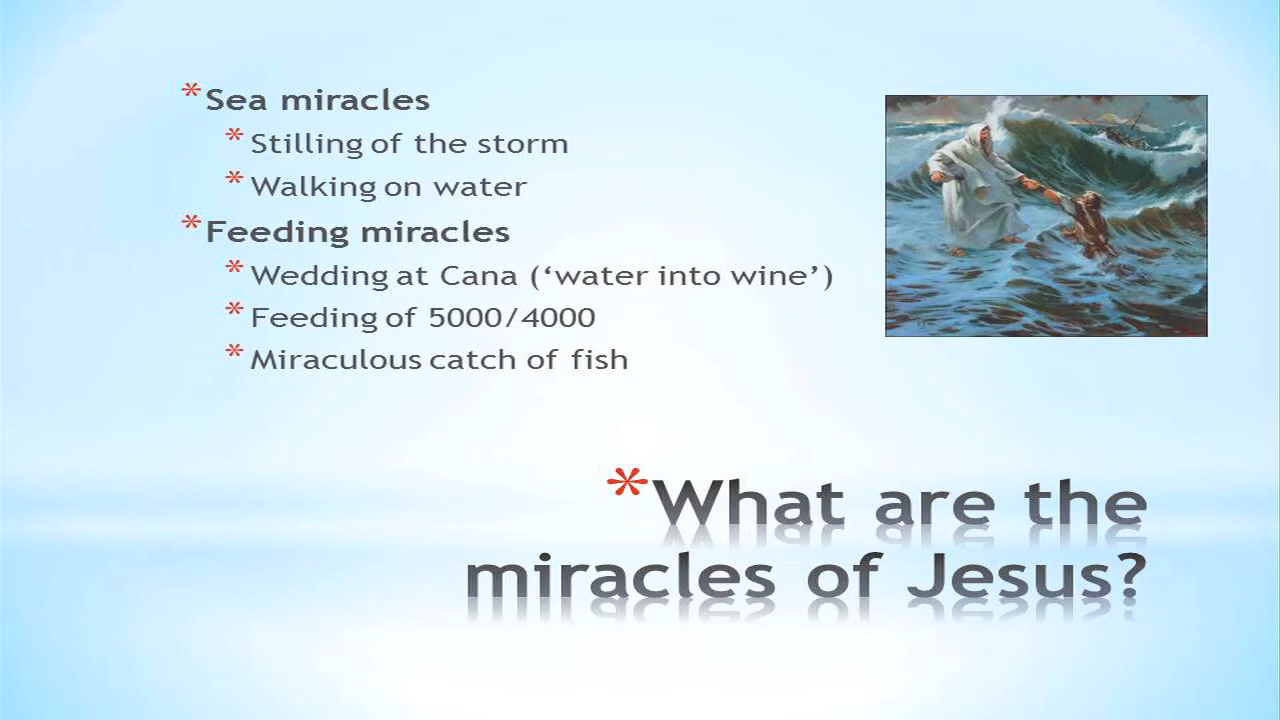 *Sea miracles
*Stilling of the storm
*Walking on water
*Feeding miracles
*Wedding at Cana (‘water into wine’)
*Feeding of 5000/4000
*Miraculous catch of fish
*What are the
miracles of Jesus?